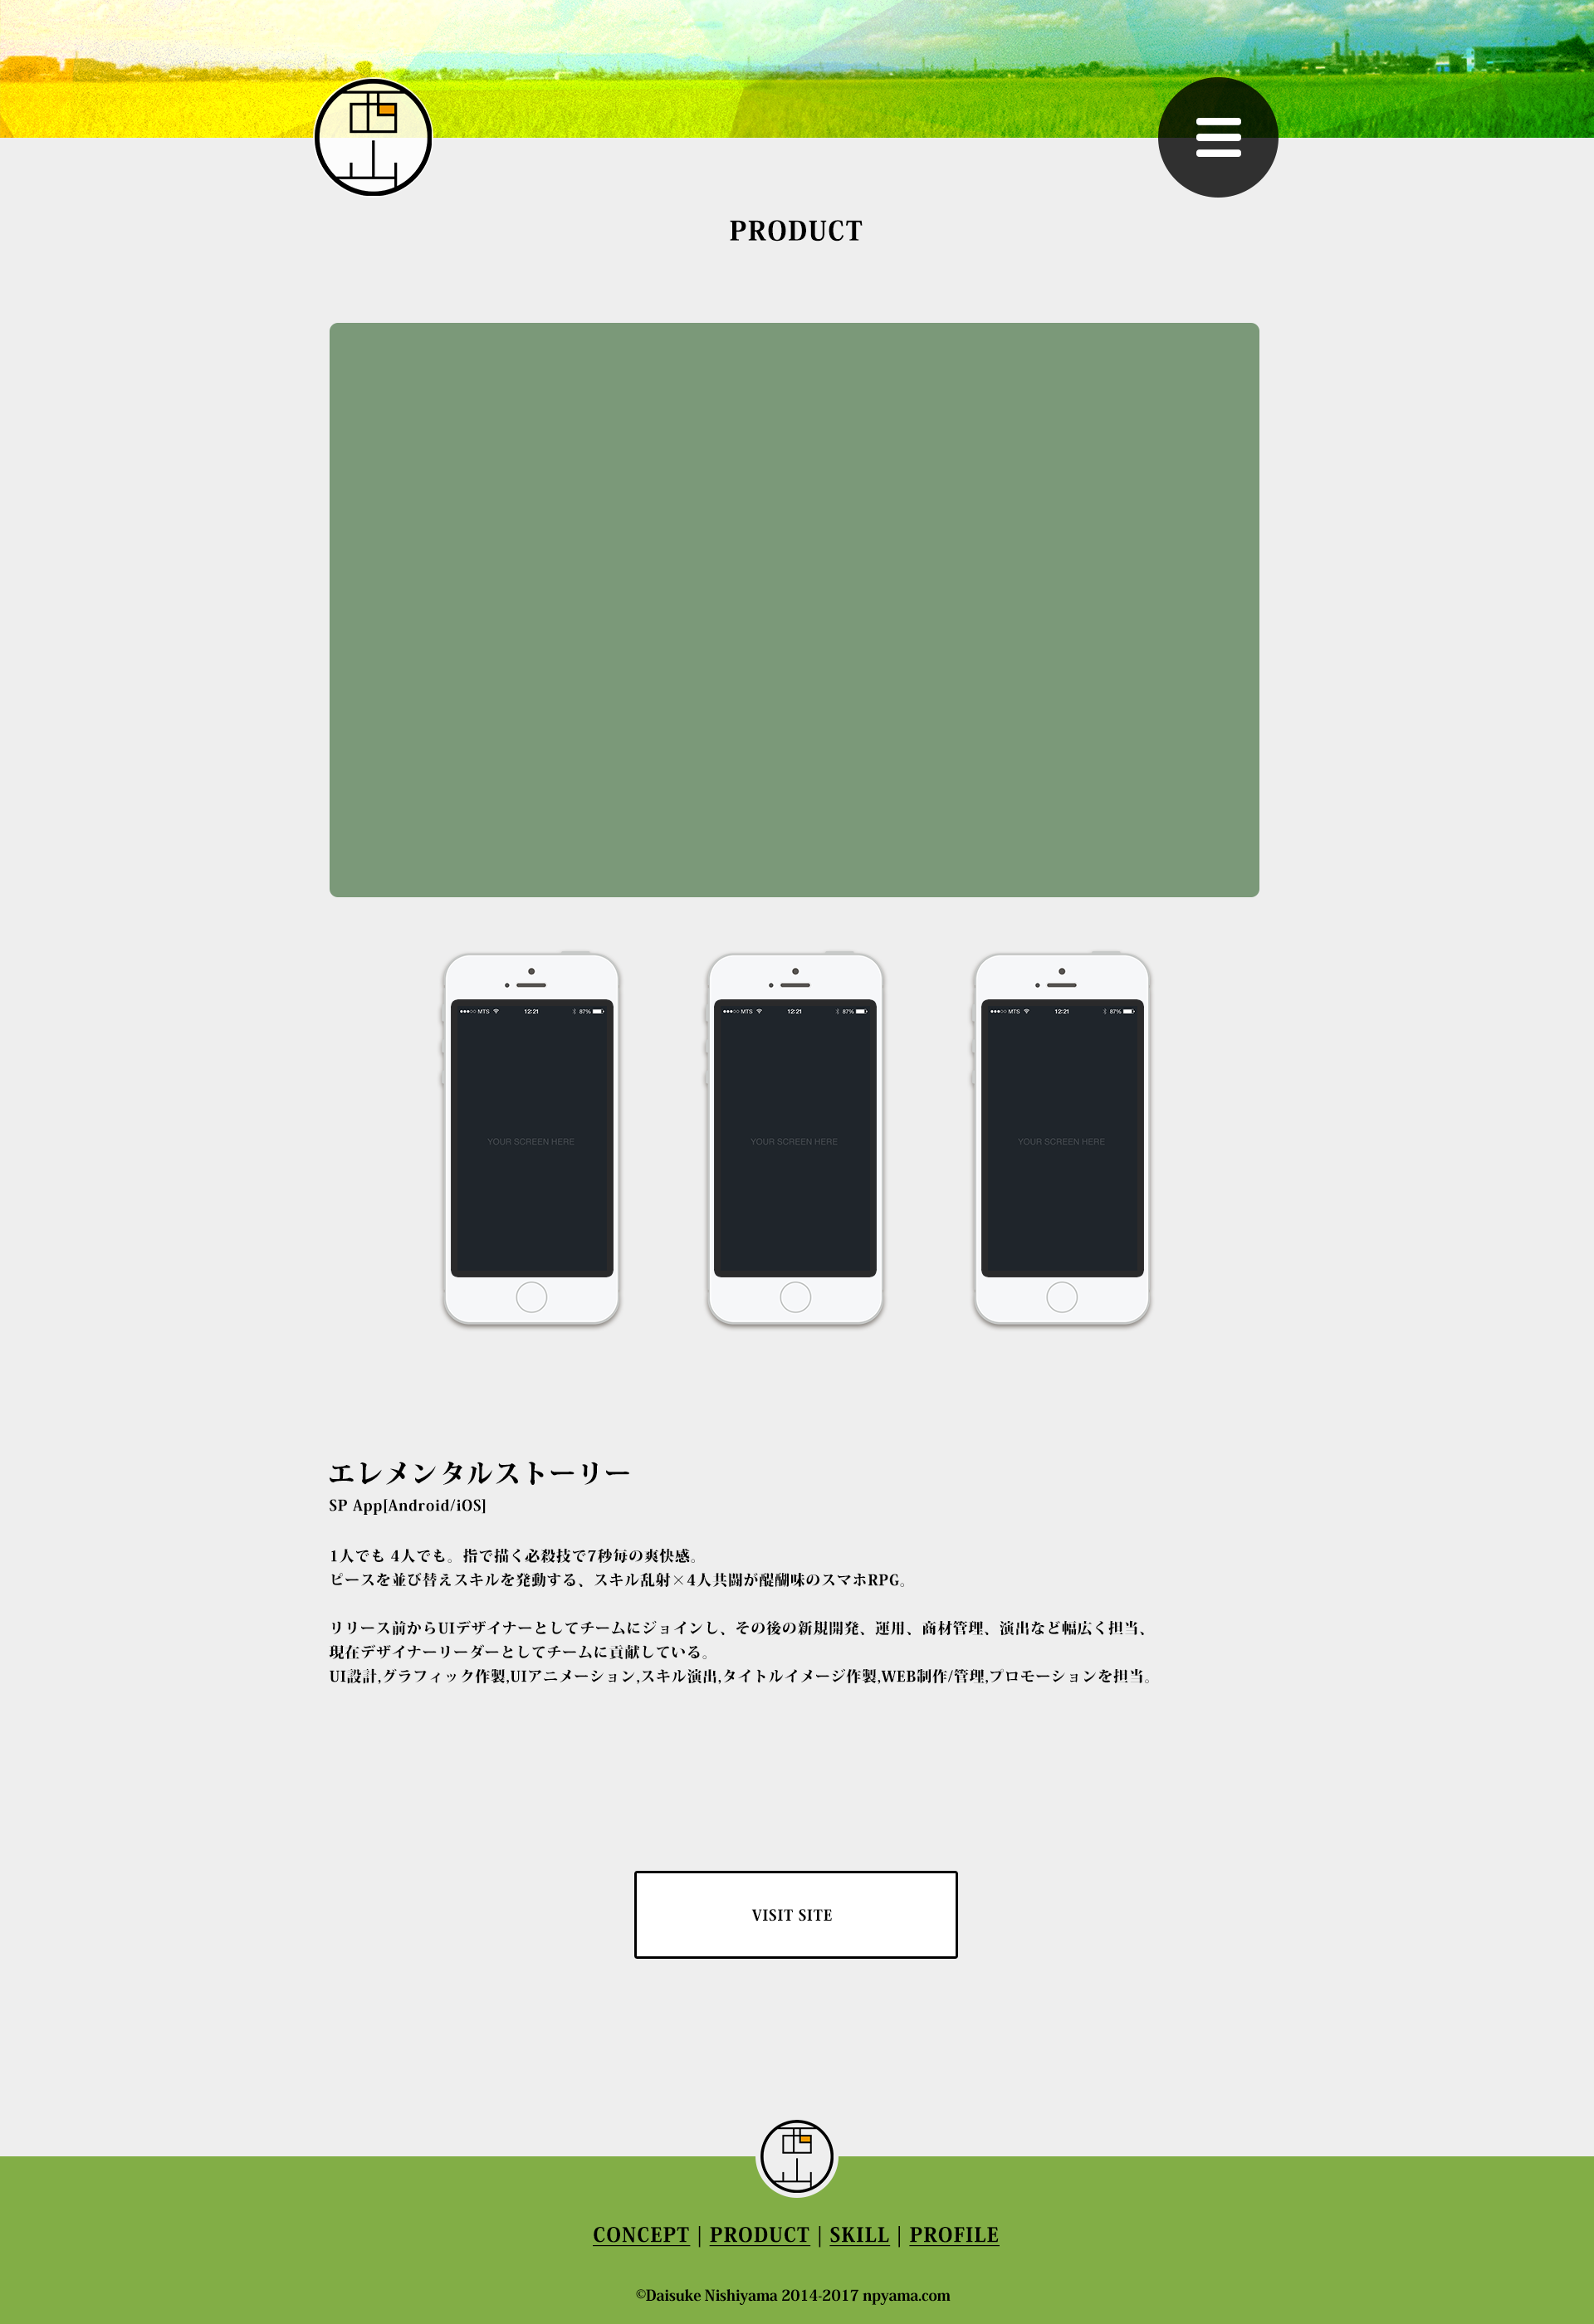 PRODUCT
●●●○○ MTS 12:21 87%
YOUR SCREEN HERE
●●●○○ MTS 12:21 87%
YOUR SCREEN HERE
●●●○○ MTS 12:21 87%
YOUR SCREEN HERE
エレメンタルストーリー
SP App[Android/iOS]
1人でも 4人でも。指で描く必殺技で7秒毎の爽快感。
ピースを並び替えスキルを発動する、スキル乱射×4人共闘が醍醐味のスマホRPG。
リリース前からUIデザイナーとしてチームにジョインし、その後の新規開発、運用、商材管理、演出など幅広く担当、
現在デザイナーリーダーとしてチームに貢献している。
UI設計,グラフィック作製,UIアニメーション,スキル演出,タイトルイメージ作製,WEB制作/管理,プロモーションを担当。
VISIT SITE
CONCEPT | PRODUCT | SKILL | PROFILE
©Daisuke Nishiyama 2014-2017 npyama.com